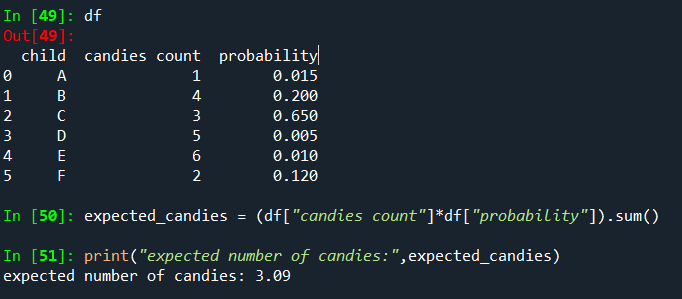 In [49]: df
Out[49]:
child candies count probability
0 A 1 0.015
1 B 4 0.200
2 C 3 0.650
3 D 5 0.005
4 E 6 0.010
5 F 2 0.120
In [50]: expected_candies = (df["candies count"]*df["probability"]).sum()
In [51]: print("expected number of candies:",expected_candies)
expected number of candies: 3.09